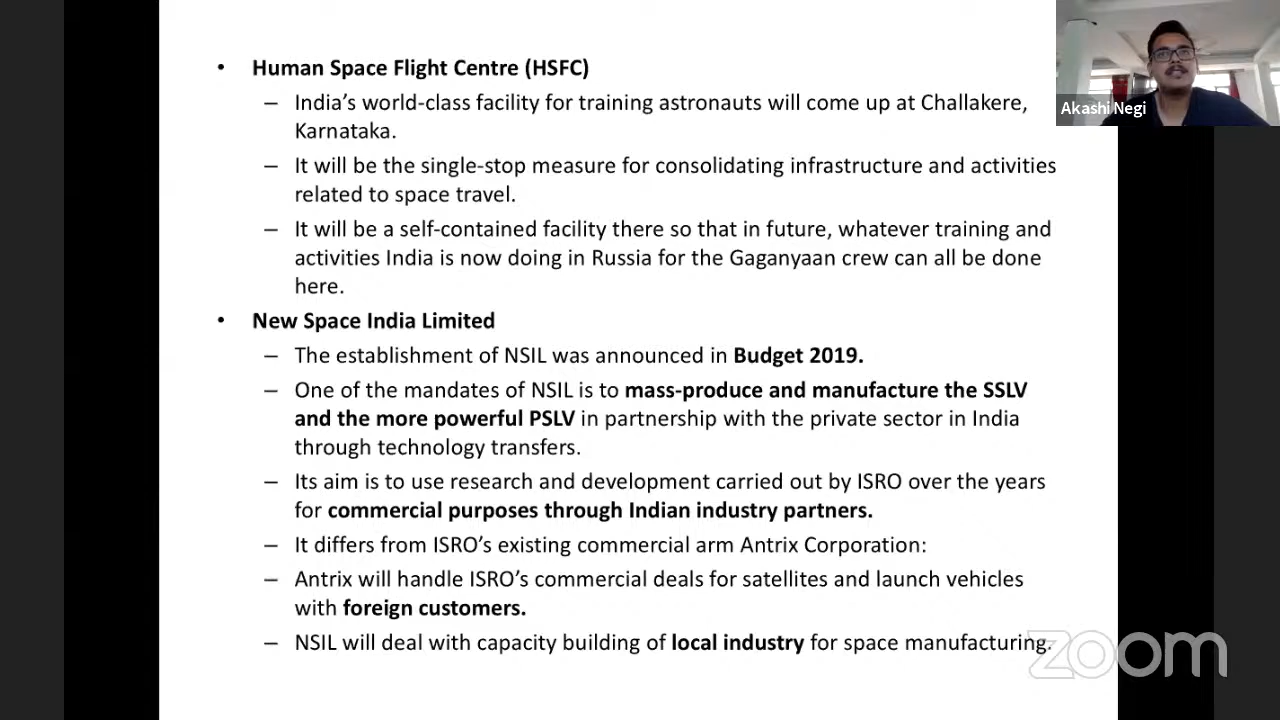 • Human Space Flight Centre (HSFC)
– India's world-class facility for training astronauts will come up at Challakere,
Karnataka.
– It will be the single-stop measure for consolidating infrastructure and activities
related to space travel.
– It will be a self-contained facility there so that in future, whatever training and
activities India is now doing in Russia for the Gaganyaan crew can all be done
here.
• New Space India Limited
– The establishment of NSIL was announced in Budget 2019.
– One of the mandates of NSIL is to mass-produce and manufacture the SSLV
and the more powerful PSLV in partnership with the private sector in India
through technology transfers.
– Its aim is to use research and development carried out by ISRO over the years
for commercial purposes through Indian industry partners.
– It differs from ISRO's existing commercial arm Antrix Corporation:
– Antrix will handle ISRO's commercial deals for satellites and launch vehicles
with foreign customers.
– NSIL will deal with capacity building of local industry for space manufacturing.
Akashi Negi
zoom